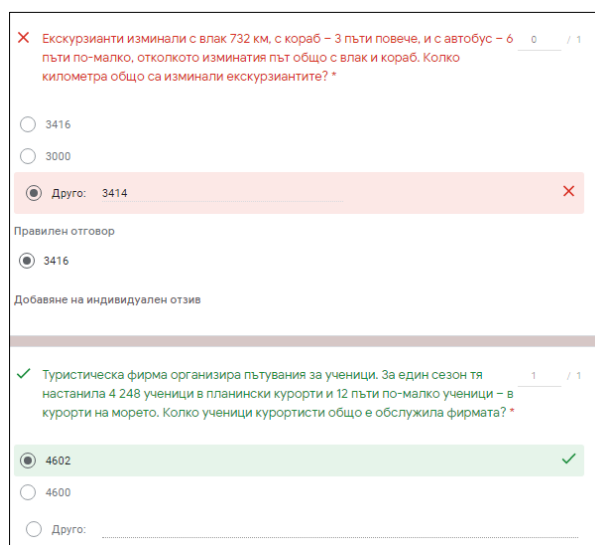 Екскурзианти изминали с влак 732 км, с кораб – 3 пъти повече, и с автобус – 6 0 / 1
пъти по-малко, отколкото изминатия път общо с влак и кораб. Колко
километра общо са изминали екскурзиантите? *
3416
3000
Друго: 3414
Правилен отговор
3416
Добавяне на индивидуален отзив
Туристическа фирма организира пътувания за ученици. За един сезон тя 1 / 1
настанила 4 248 ученици в планински курорти и 12 пъти по-малко ученици – в
курорти на морето. Колко ученици курортисти общо е обслужила фирмата? *
4602
4600
Друго: